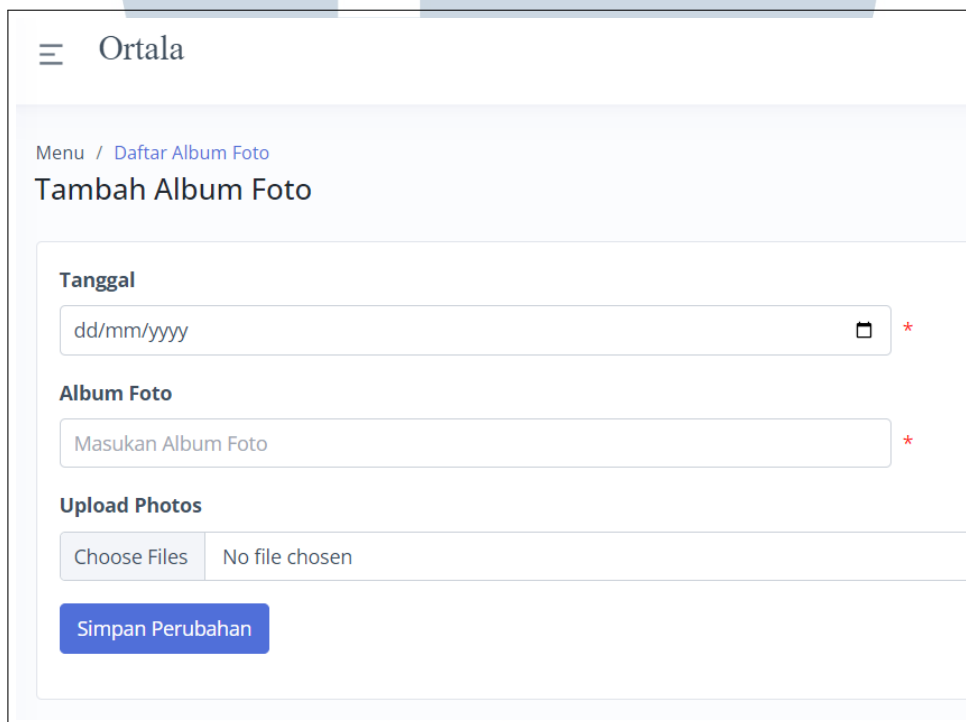 Ortala
Menu / Daftar Album Foto
Tambah Album Foto
Tanggal
dd/mm/yyyy *
Album Foto
Masukan Album Foto *
Upload Photos
Choose Files No file chosen
Simpan Perubahan